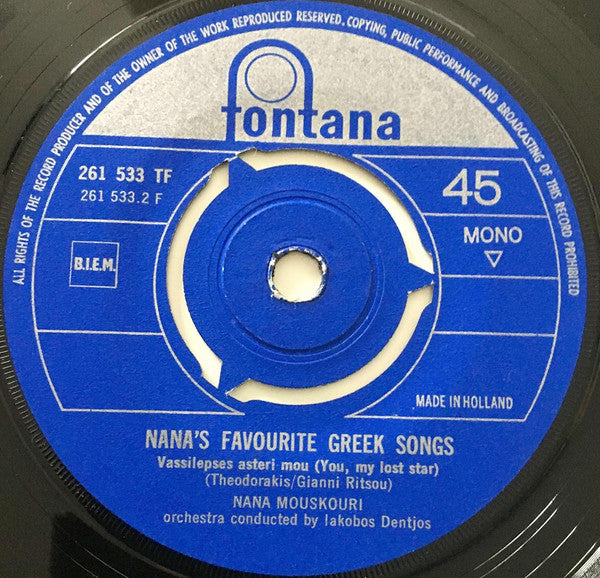 ALL RIGHTS OF THE RECORD PRODUCER AND OF THE OWNER OF THE WORK REPRODUCED RESERVED. COPYING, PUBLIC PERFORMANCE AND BROADCASTING OF THIS RECORD PROHIBITED
fontana
261 533 TF
261 533.2 F
45
MONO
B.I.E.M.
MADE IN HOLLAND
NANA'S FAVOURITE GREEK SONGS
Vassilepses asteri mou (You, my lost star)
(Theodorakis/Gianni Ritsou)
NANA MOUSKOURI
orchestra conducted by Iakobos Dentjos